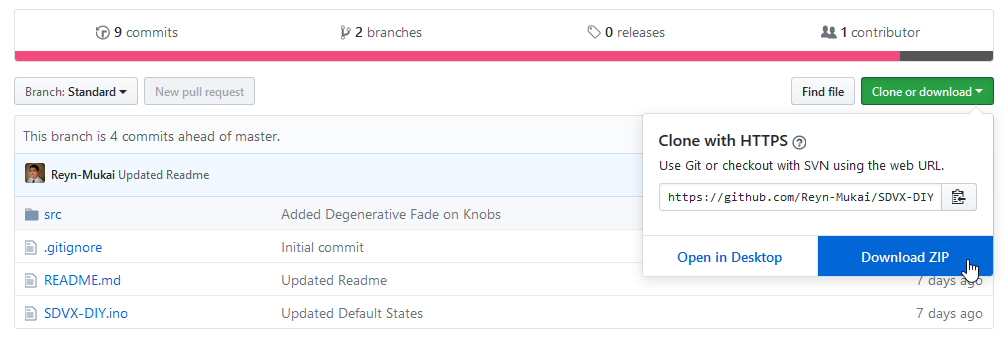 9 commits 2 branches 0 releases 1 contributor
Branch: Standard New pull request Find file Clone or download
This branch is 4 commits ahead of master.
Clone with HTTPS
Reyn-Mukai Updated Readme
Use Git or checkout with SVN using the web URL.
https://github.com/Reyn-Mukai/SDVX-DIY
src Added Degenerative Fade on Knobs
.gitignore Initial commit
Open in Desktop Download ZIP
README.md Updated Readme 7 days ago
SDVX-DIY.ino Updated Default States 7 days ago